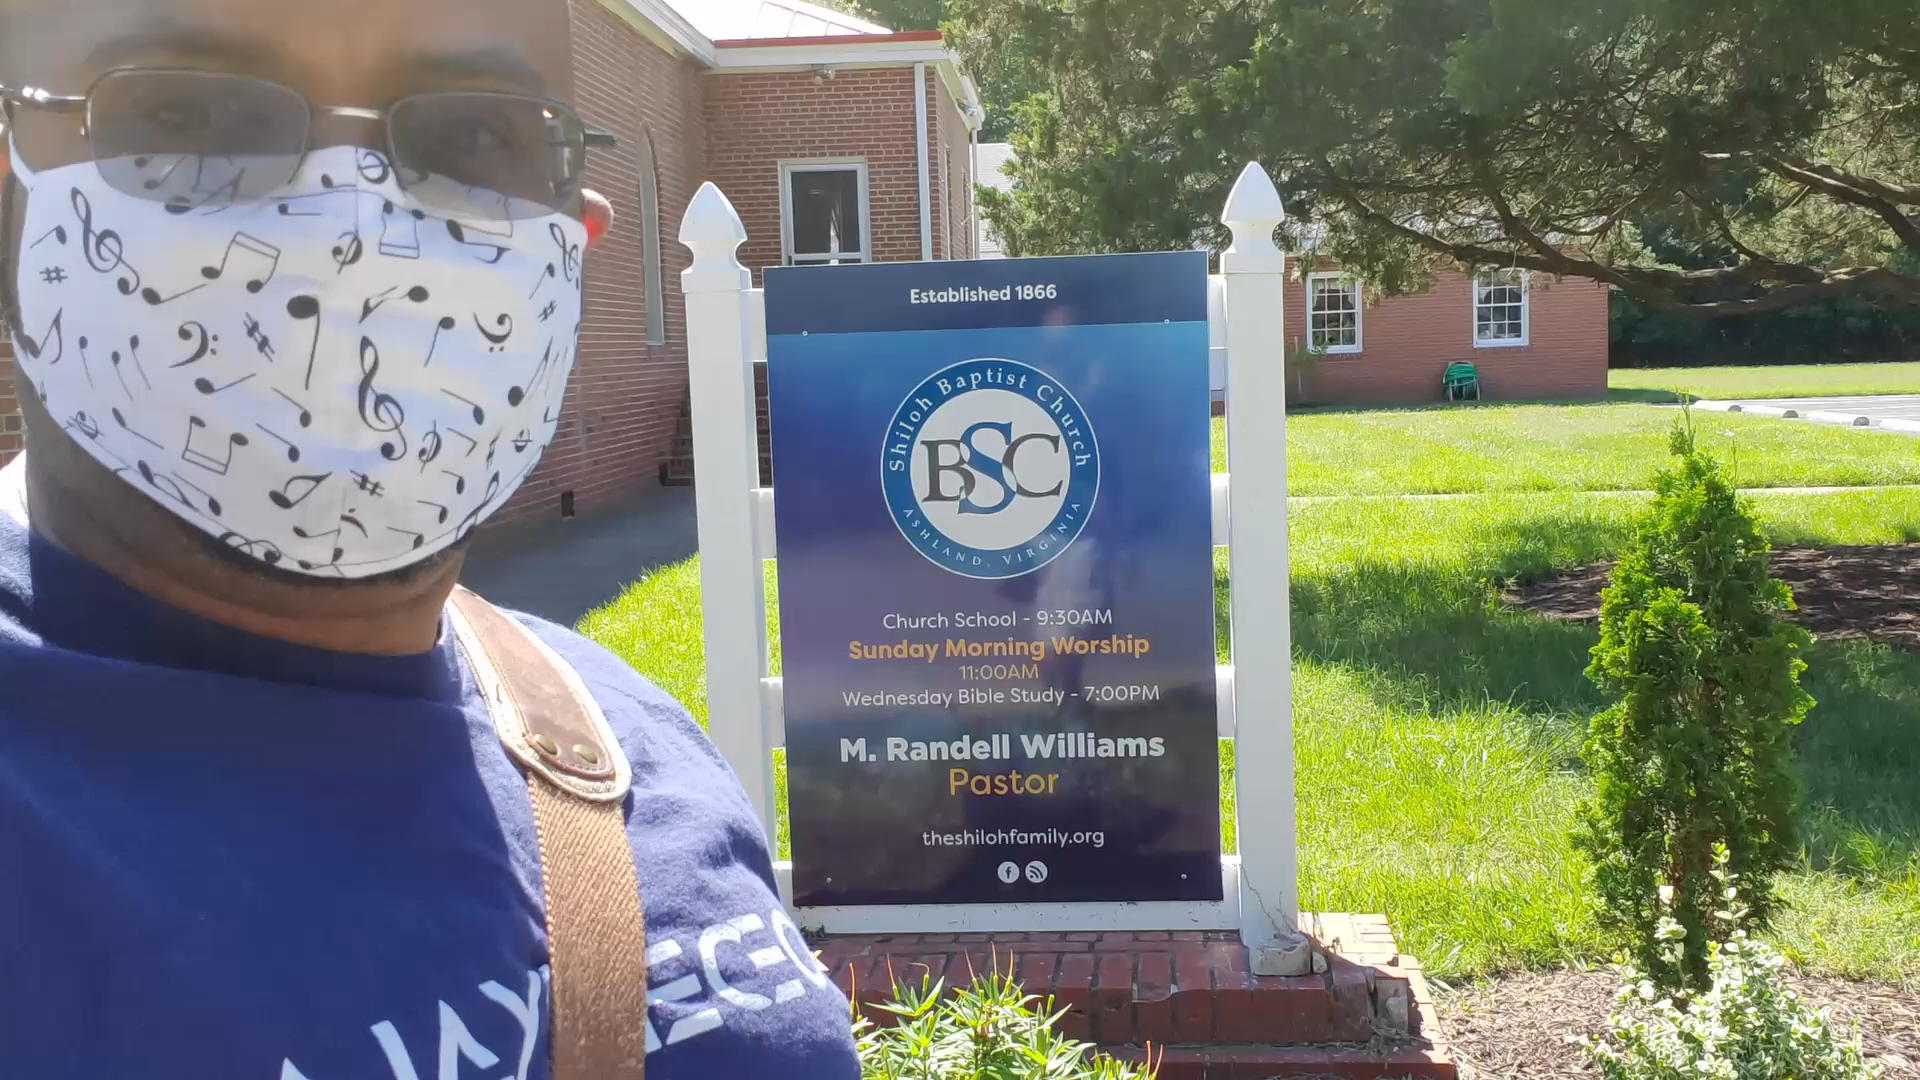 Established 1866
Shiloh Baptist Church
BSC
Ashland, Virginia
Church School - 9:30AM
Sunday Morning Worship
11:00AM
Wednesday Bible Study - 7:00PM
M. Randell Williams
Pastor
theshilohfamily.org
f